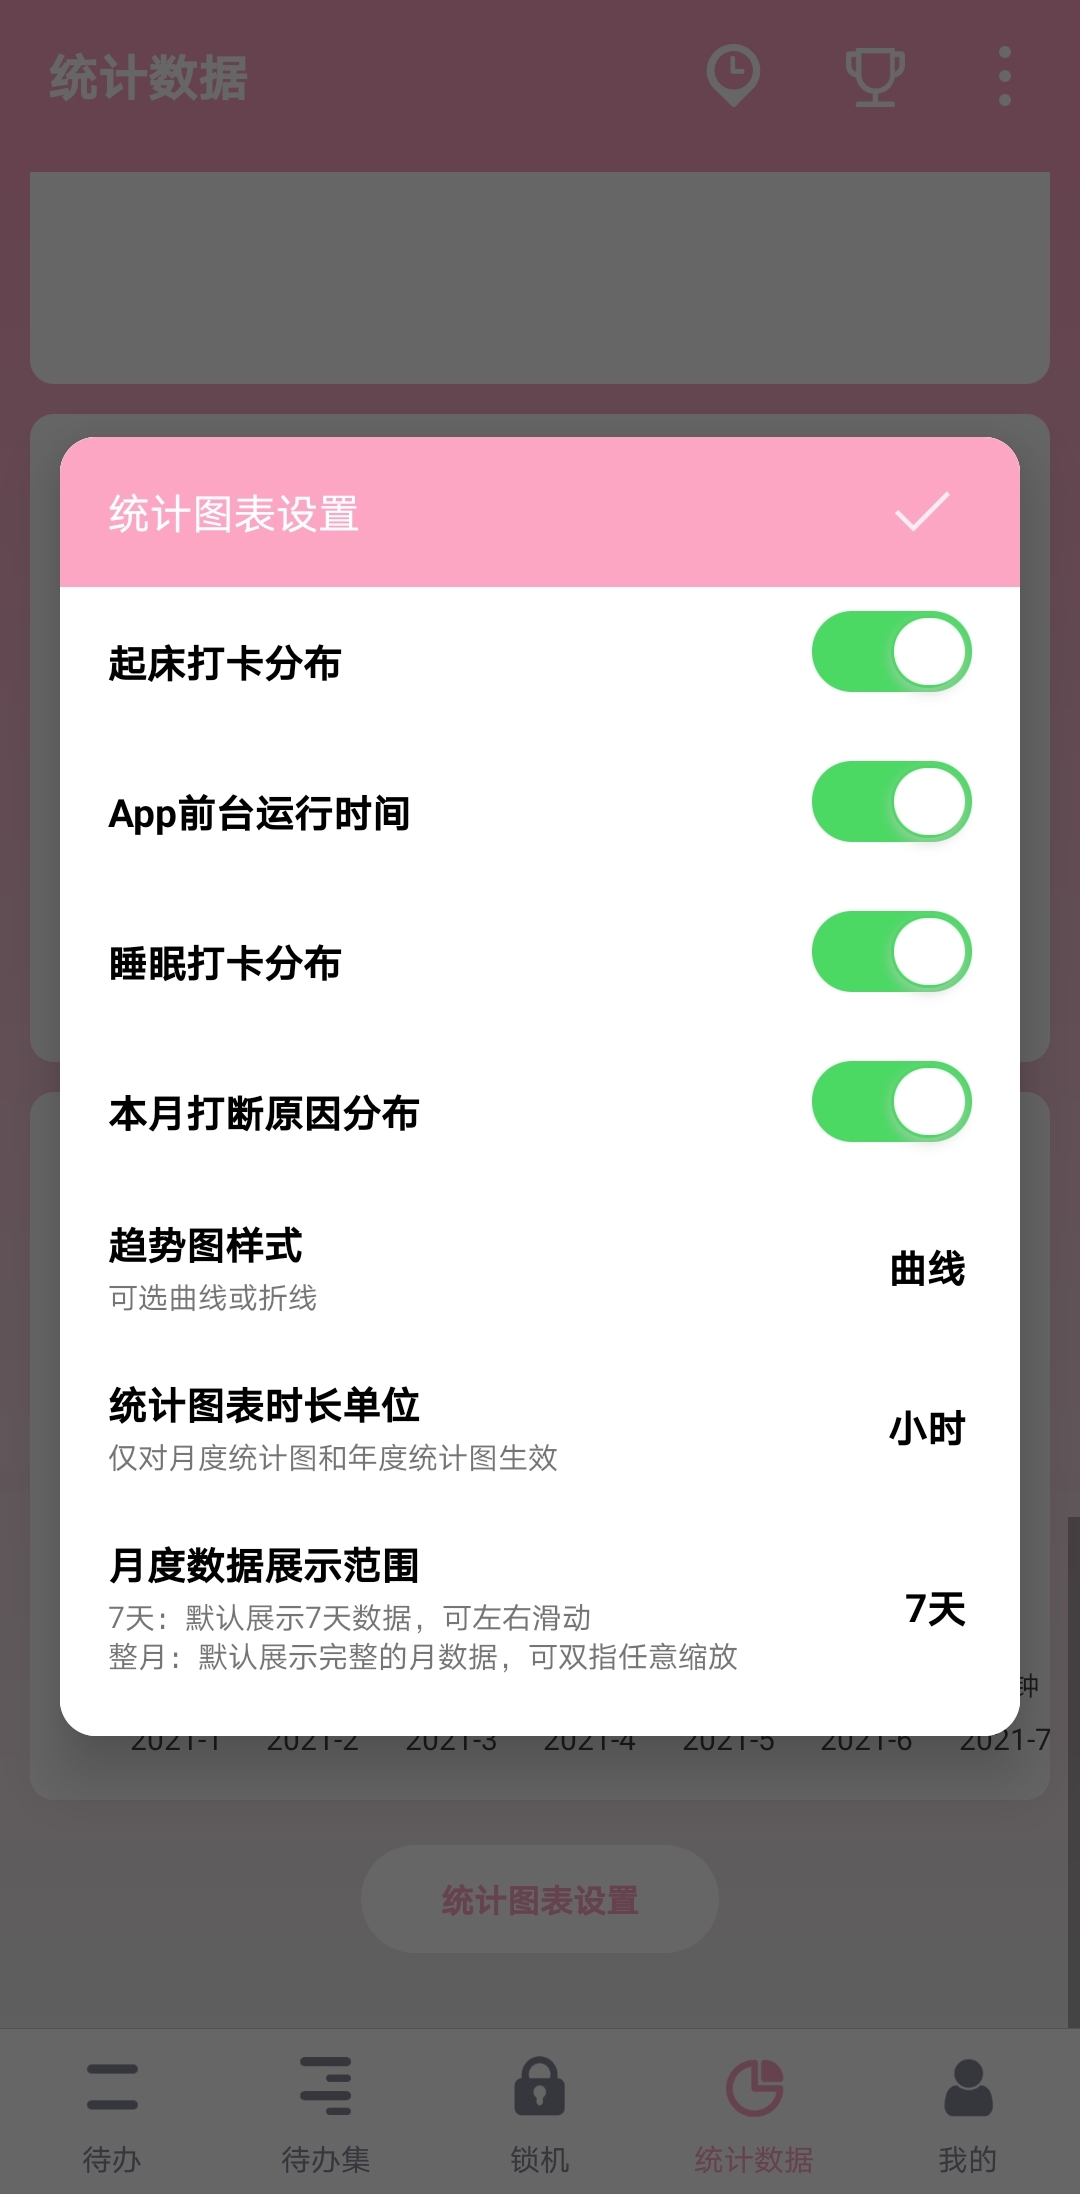 统计数据
统计图表设置
起床打卡分布
App前台运行时间
睡眠打卡分布
本月打断原因分布
趋势图样式
可选曲线或折线
曲线
统计图表时长单位
仅对月度统计图和年度统计图生效
小时
月度数据展示范围
7天：默认展示7天数据，可左右滑动
整月：默认展示完整的月数据，可双指任意缩放
7天
钟
2021-1 2021-2 2021-3 2021-4 2021-5 2021-6 2021-7
统计图表设置
待办 待办集 锁机 统计数据 我的